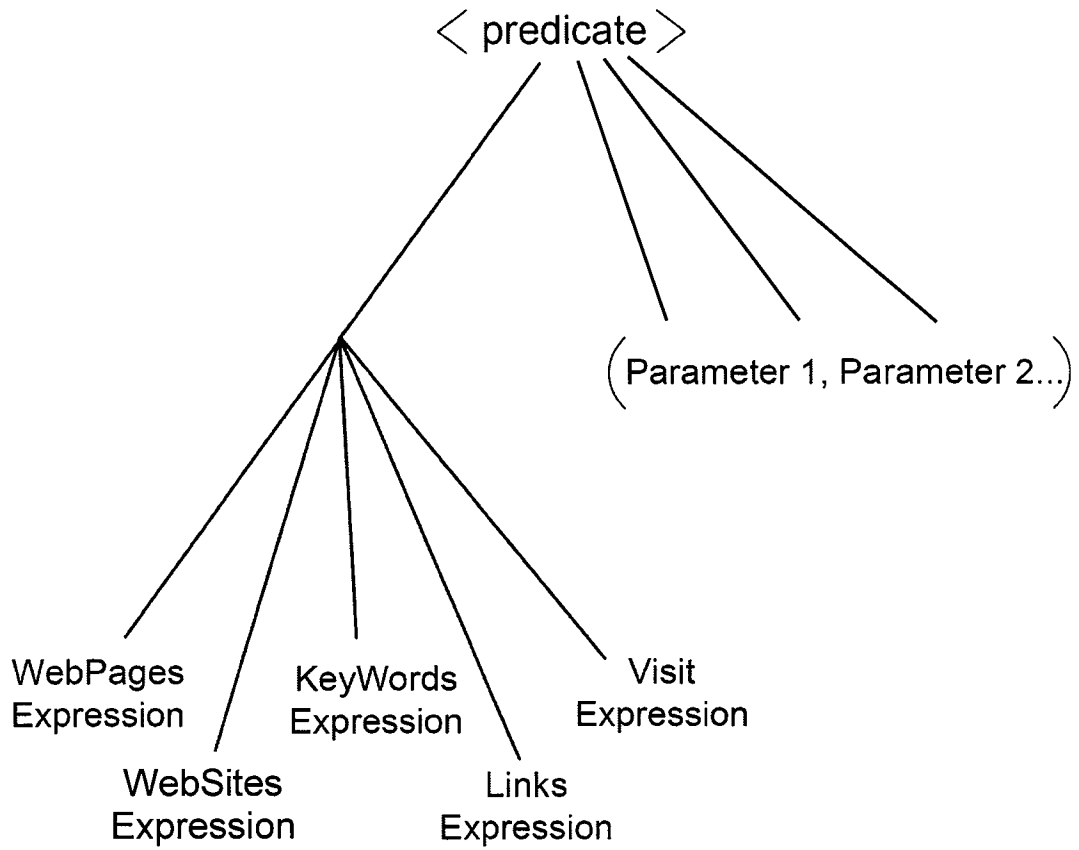 < predicate >
(Parameter 1, Parameter 2...)
WebPages
Expression
KeyWords
Expression
Visit
Expression
WebSites
Expression
Links
Expression